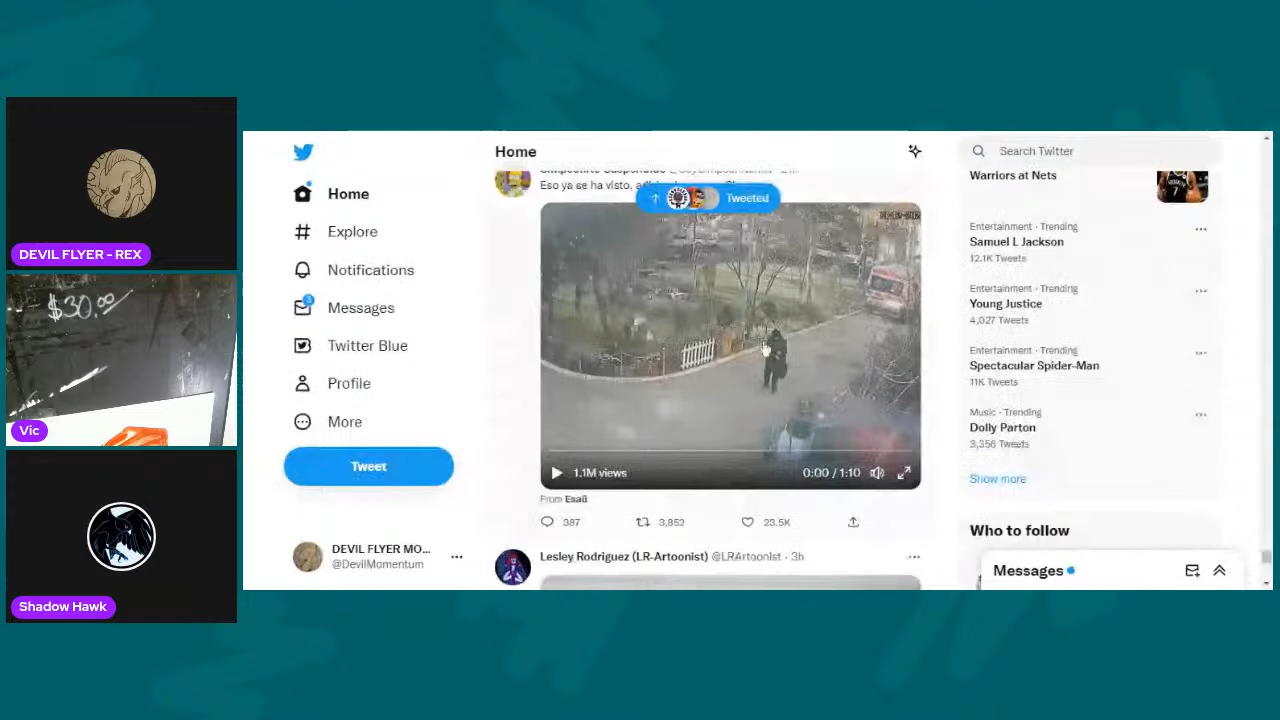 DEVIL FLYER - REX
$30.00
Vic
Shadow Hawk
Home
Explore
Notifications
3
Messages
Twitter Blue
Profile
More
Tweet
DEVIL FLYER MO...
@DevilMomentum
Home
Eso ya se ha visto,
Tweeted
1.1M views
0:00 / 1:10
From Esaú
387
3,852
23.5K
Lesley Rodriguez (LR-Artoonist) @LRArtoonist · 3h
Search Twitter
Warriors at Nets
Entertainment · Trending
Samuel L Jackson
12.1K Tweets
Entertainment · Trending
Young Justice
4,027 Tweets
Entertainment · Trending
Spectacular Spider-Man
11K Tweets
Music · Trending
Dolly Parton
3,356 Tweets
Show more
Who to follow
Messages